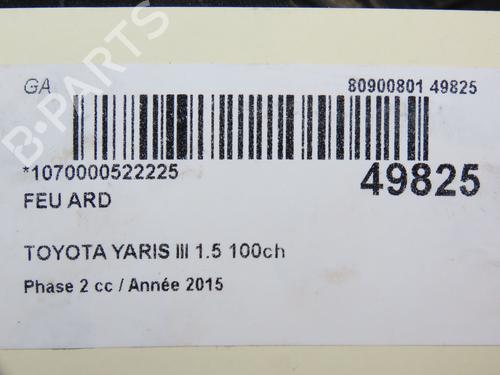 GA
80900801 49825
*1070000522225
49825
FEU ARD
TOYOTA YARIS III 1.5 100ch
Phase 2 cc / Année 2015
B-PARTS